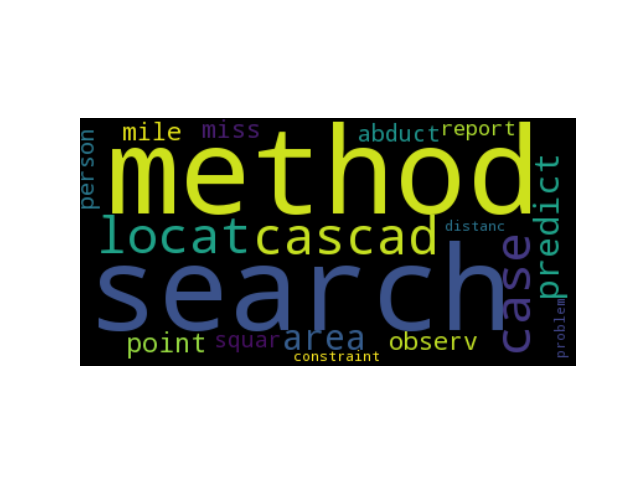 mile miss abduct report
person
method
predict
locat cascad distanc
search
case
problem
point squar area observ
constraint